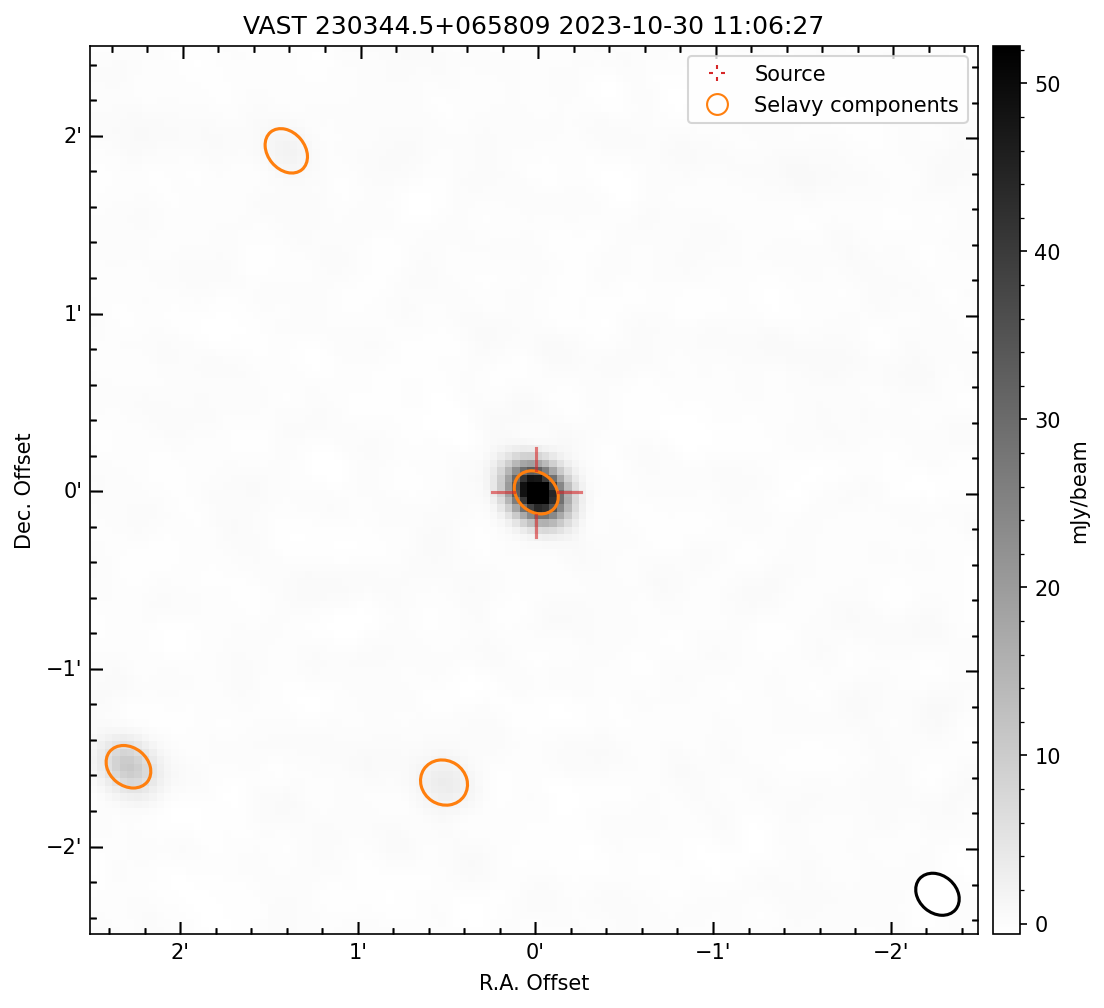 VAST 230344.5+065809 2023-10-30 11:06:27
Source
Selavy components
2'
1'
0'
−1'
−2'
Dec. Offset
2'
1'
0'
−1'
−2'
R.A. Offset
50
40
30
20
10
0
mJy/beam